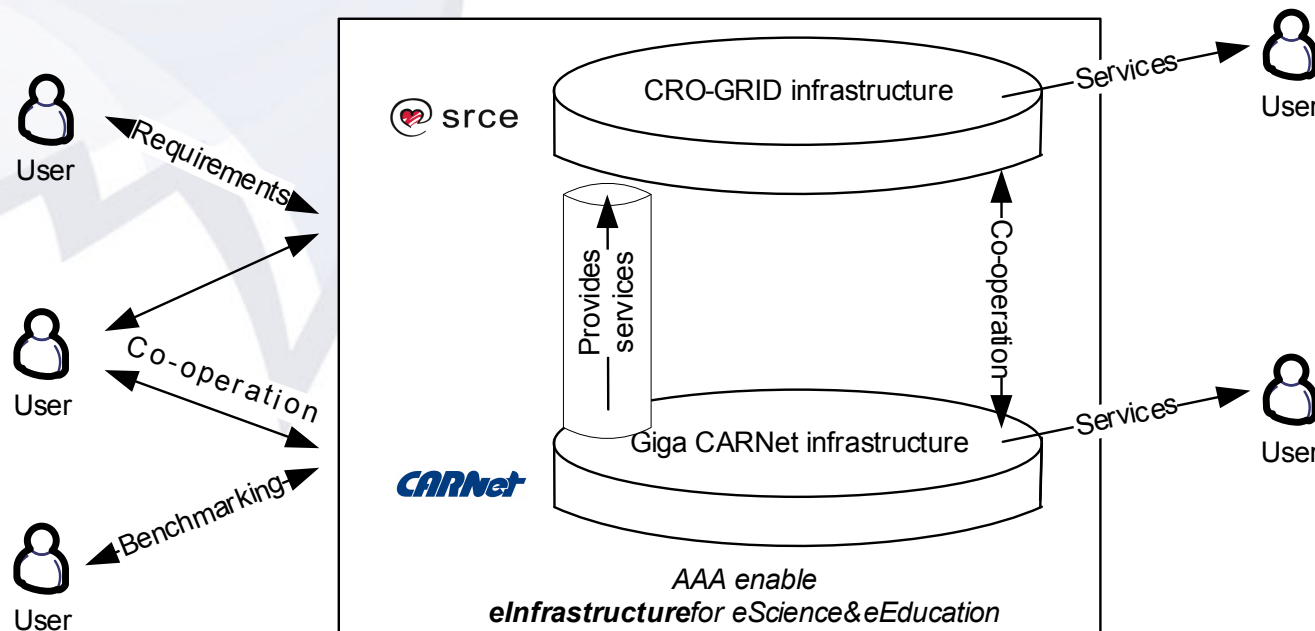 User
Requirements
User
Co-operation
User
Benchmarking
srce
CRO-GRID infrastructure
Provides
services
Co-operation
Giga CARNet infrastructure
CARNet
AAA enable
eInfrastructurefor eScience&eEducation
Services
User
Services
User